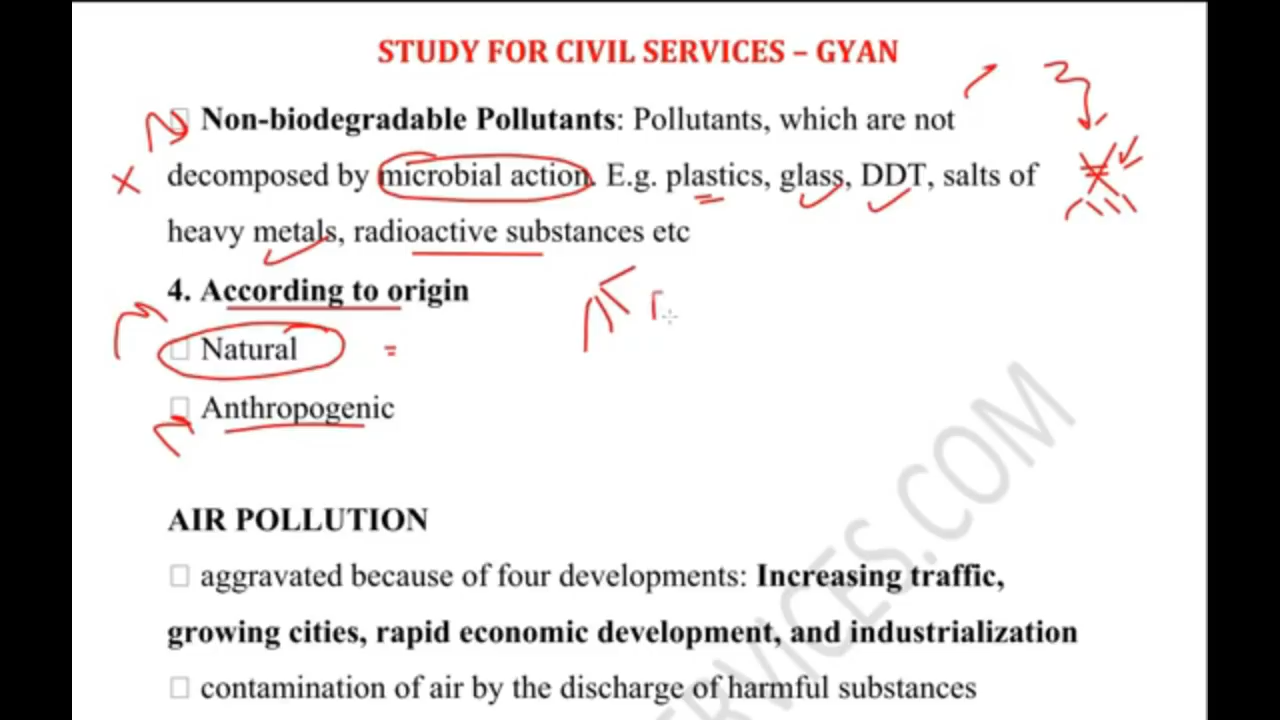 STUDY FOR CIVIL SERVICES – GYAN
Non-biodegradable Pollutants: Pollutants, which are not
decomposed by microbial action. E.g. plastics, glass, DDT, salts of
heavy metals, radioactive substances etc
4. According to origin
Natural
Anthropogenic
AIR POLLUTION
aggravated because of four developments: Increasing traffic,
growing cities, rapid economic development, and industrialization
contamination of air by the discharge of harmful substances
VICES.COM